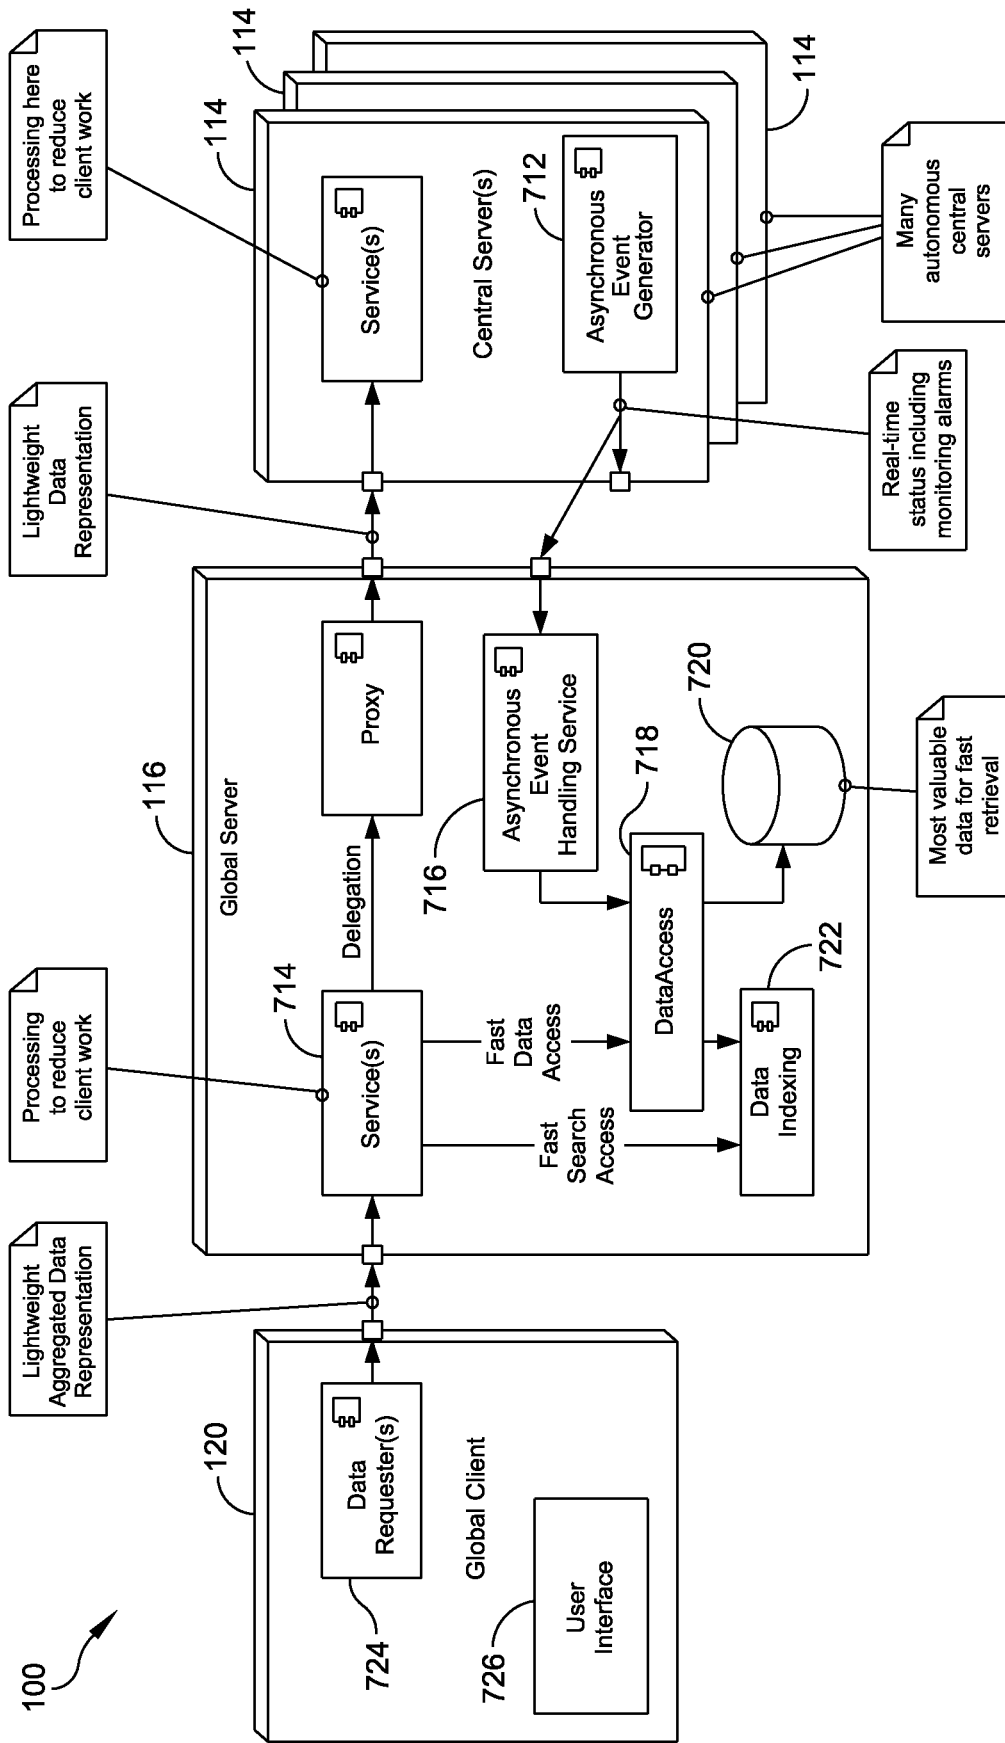 Lightweight
Aggregated Data
Representation
Processing
to reduce
client work
Lightweight
Data
Representation
Processing here
to reduce
client work
100
120
724
Data
Requester(s)
Global Client
726
User
Interface
116
Global Server
714
Service(s)
Delegation
Proxy
Fast
Search
Access
Fast
Data
Access
716
Asynchronous
Event
Handling Service
718
DataAccess
720
722
Data
Indexing
114
114
114
Service(s)
Central Server(s)
712
Asynchronous
Event
Generator
Most valuable
data for fast
retrieval
Real-time
status including
monitoring alarms
Many
autonomous
central
servers